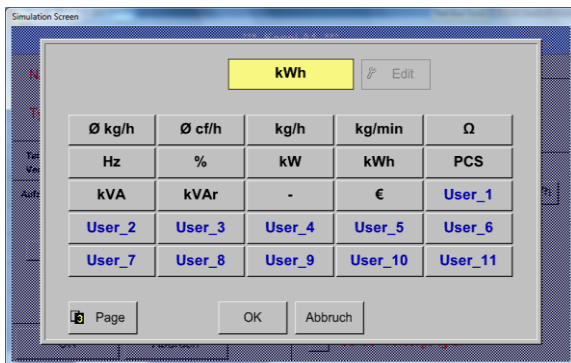 Simulation Screen
kWh
Edit
Ø kg/h Ø cf/h kg/h kg/min Ω
Hz % kW kWh PCS
kVA kVAr - € User_1
User_2 User_3 User_4 User_5 User_6
User_7 User_8 User_9 User_10 User_11
Page OK Abbruch